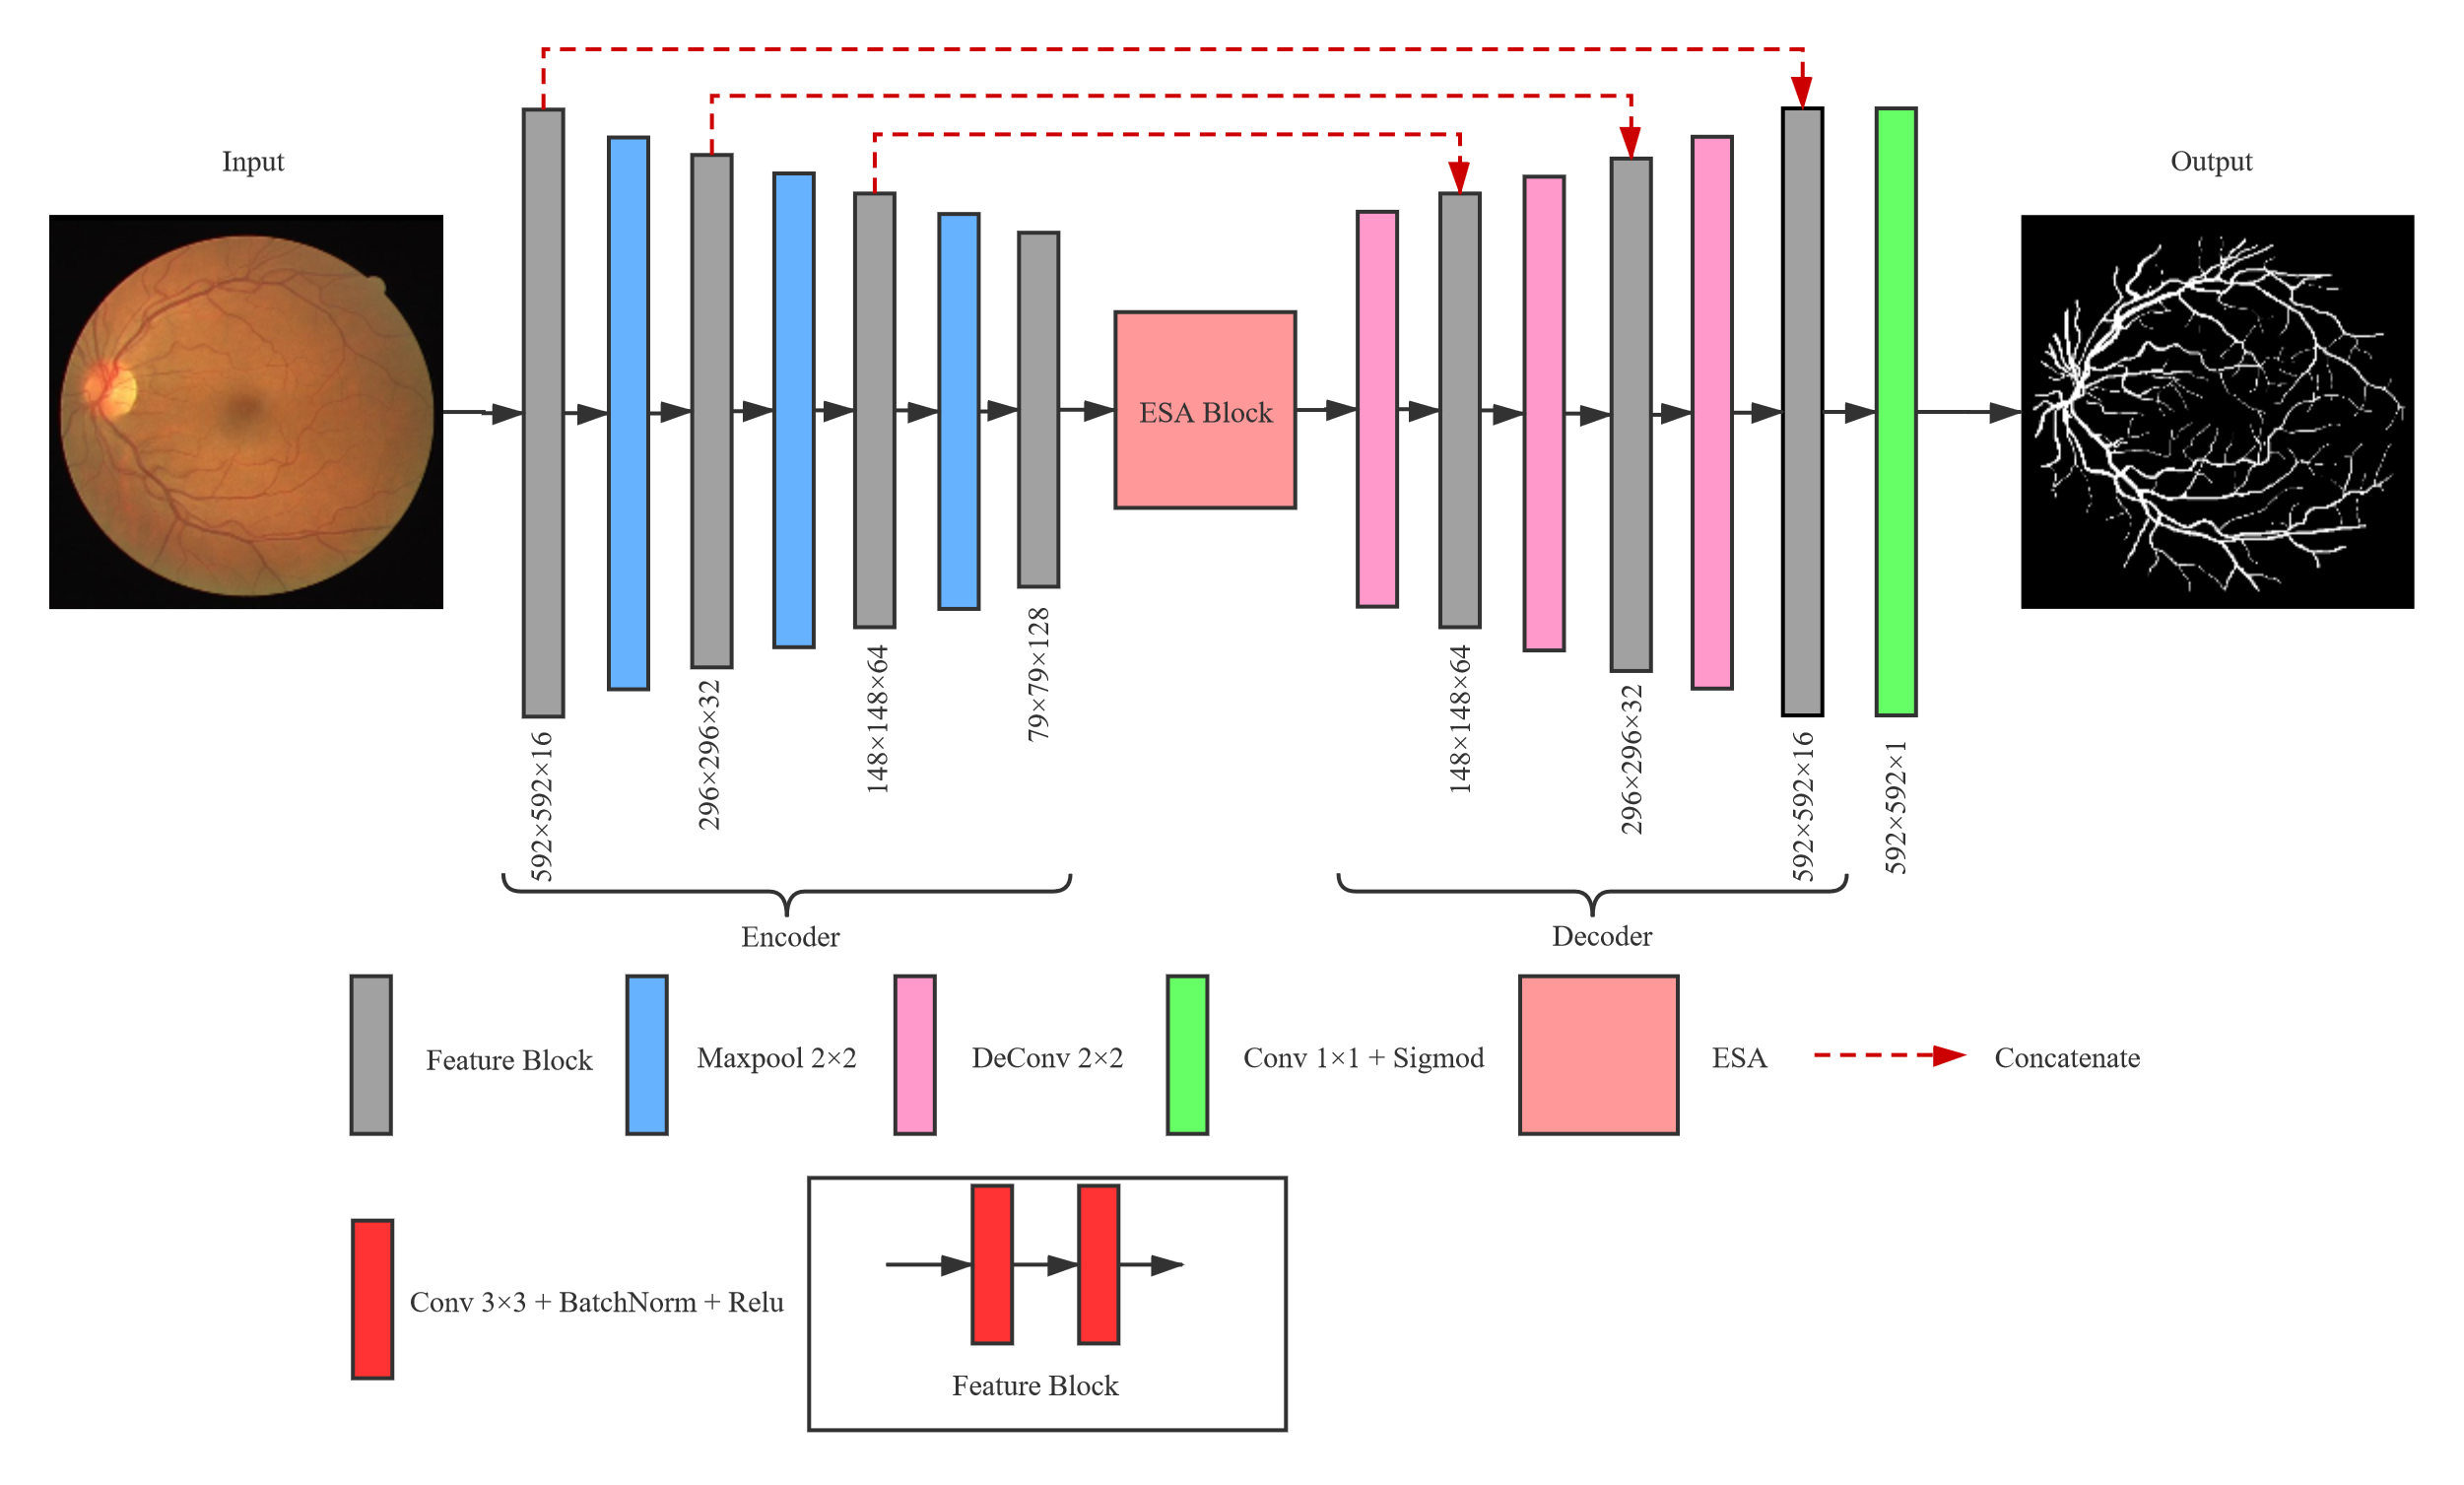 Input
Output
ESA Block
592×592×16
296×296×32
148×148×64
79×79×128
148×148×64
296×296×32
592×592×16
592×592×1
Encoder
Decoder
Feature Block
Maxpool 2×2
DeConv 2×2
Conv 1×1 + Sigmod
ESA
Concatenate
Conv 3×3 + BatchNorm + Relu
Feature Block